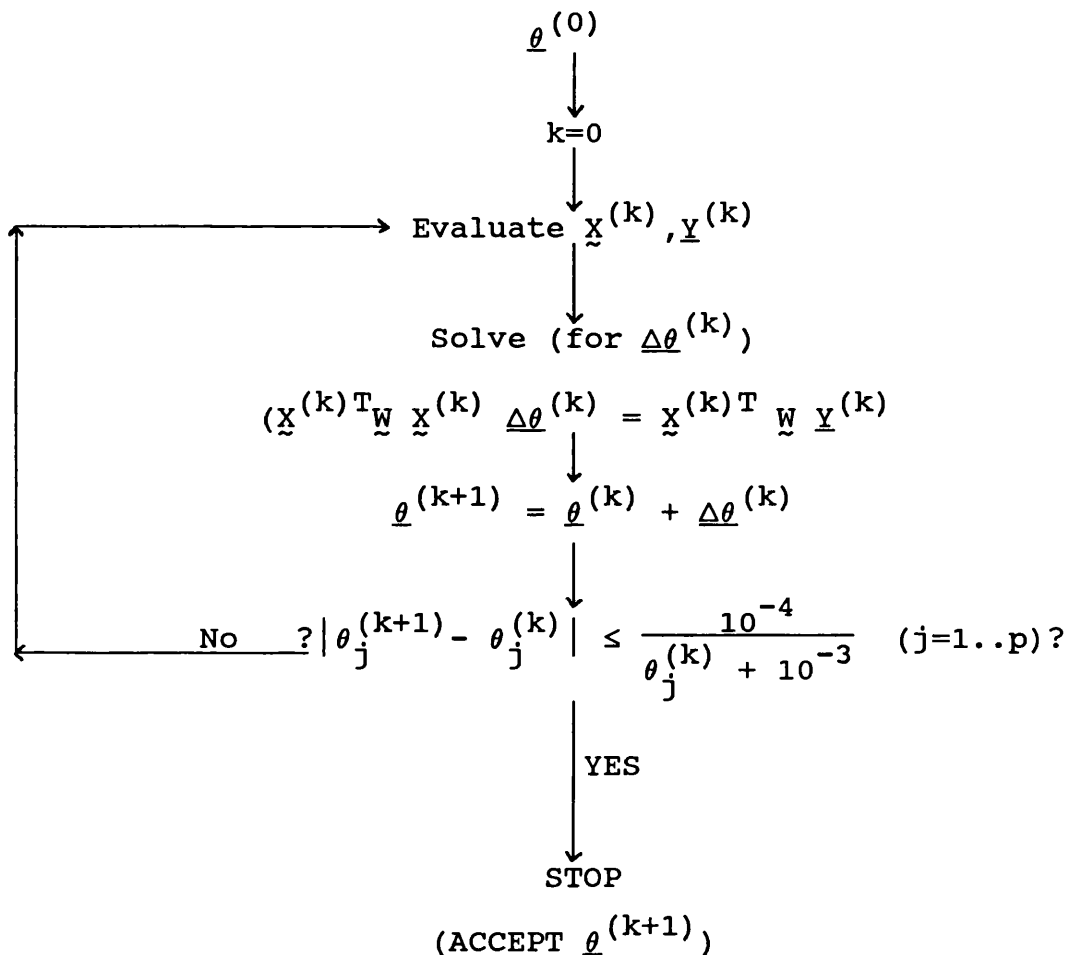 θ^(0)
k=0
Evaluate X^(k), Y^(k)
Solve (for Δθ^(k))
(X^(k)T W X^(k) Δθ^(k) = X^(k)T W Y^(k)
θ^(k+1) = θ^(k) + Δθ^(k)
No ?|θ_j^(k+1) - θ_j^(k)| ≤ 10^-4 / (θ_j^(k) + 10^-3) (j=1..p)?
YES
STOP
(ACCEPT θ^(k+1))